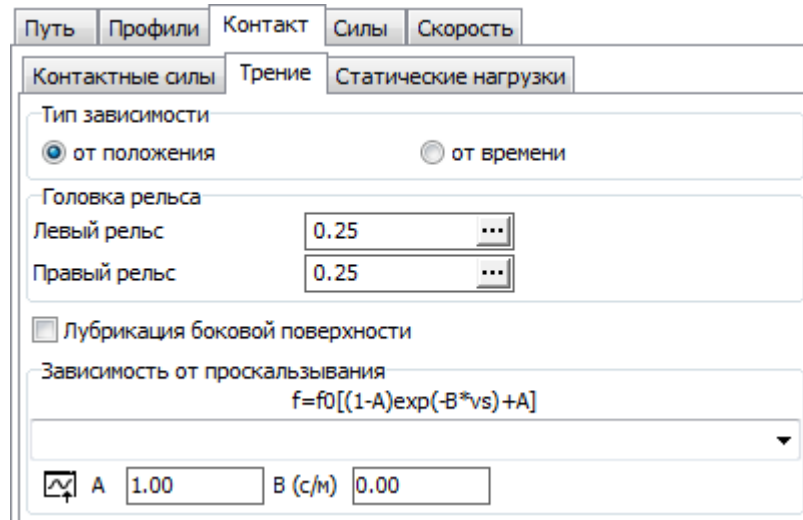 Путь Профили Контакт Силы Скорость
Контактные силы Трение Статические нагрузки
Тип зависимости
от положения от времени
Головка рельса
Левый рельс 0.25 ...
Правый рельс 0.25 ...
Лубрикация боковой поверхности
Зависимость от проскальзывания
f=f0[(1-A)exp(-B*vs)+A]
A 1.00 B (с/м) 0.00